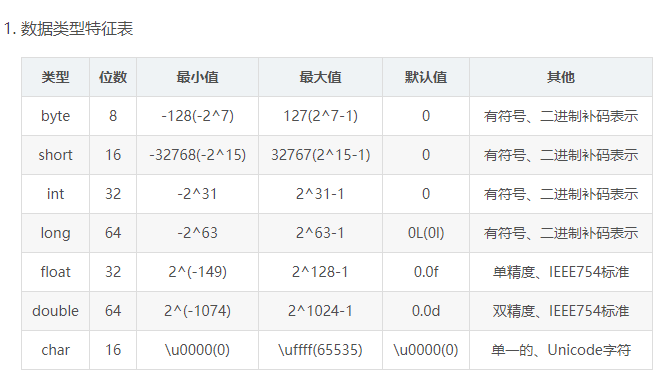 1. 数据类型特征表
类型 位数 最小值 最大值 默认值 其他
byte 8 -128(-2^7) 127(2^7-1) 0 有符号、二进制补码表示
short 16 -32768(-2^15) 32767(2^15-1) 0 有符号、二进制补码表示
int 32 -2^31 2^31-1 0 有符号、二进制补码表示
long 64 -2^63 2^63-1 0L(0l) 有符号、二进制补码表示
float 32 2^(-149) 2^128-1 0.0f 单精度、IEEE754标准
double 64 2^(-1074) 2^1024-1 0.0d 双精度、IEEE754标准
char 16 \u0000(0) \uffff(65535) \u0000(0) 单一的、Unicode字符